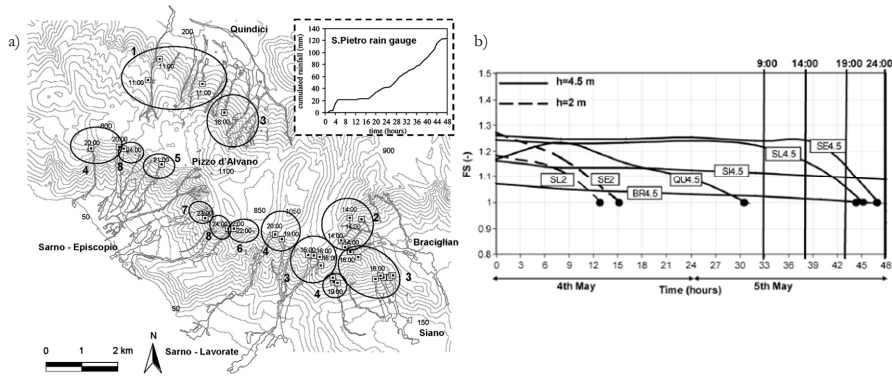 a)
Quindici
200
1
11:00
11:00
11:00
16:00
3
S.Pietro rain gauge
cumulated rainfall (mm)
140
120
100
80
60
40
20
0
0 4 8 12 16 20 24 28 32 36 40 44 48
time (hours)
800
20:00
4
8
24:00
21:00
5
Pizzo d'Alvano
1100
900
50
7
23:00
850
1050
24:00
22:00
22:00
8
6
20:00
19:00
4
14:00
14:00
2
Sarno - Episcopio
Bracigliano
16:00
16:00
16:00
3
16:00
16:00
3
4
19:00
50
150
Siano
N
0 1 2 km
Sarno - Lavorate
b)
9:00 14:00 19:00 24:00
FS (-)
1.5
1.4
1.3
1.2
1.1
1
0.9
0.8
h=4.5 m
h=2 m
SE4.5
SL4.5
SI4.5
QU4.5
SL2
SE2
BR4.5
0 3 6 9 12 15 18 21 24 27 30 33 36 39 42 45 48
4th May
Time (hours)
5th May